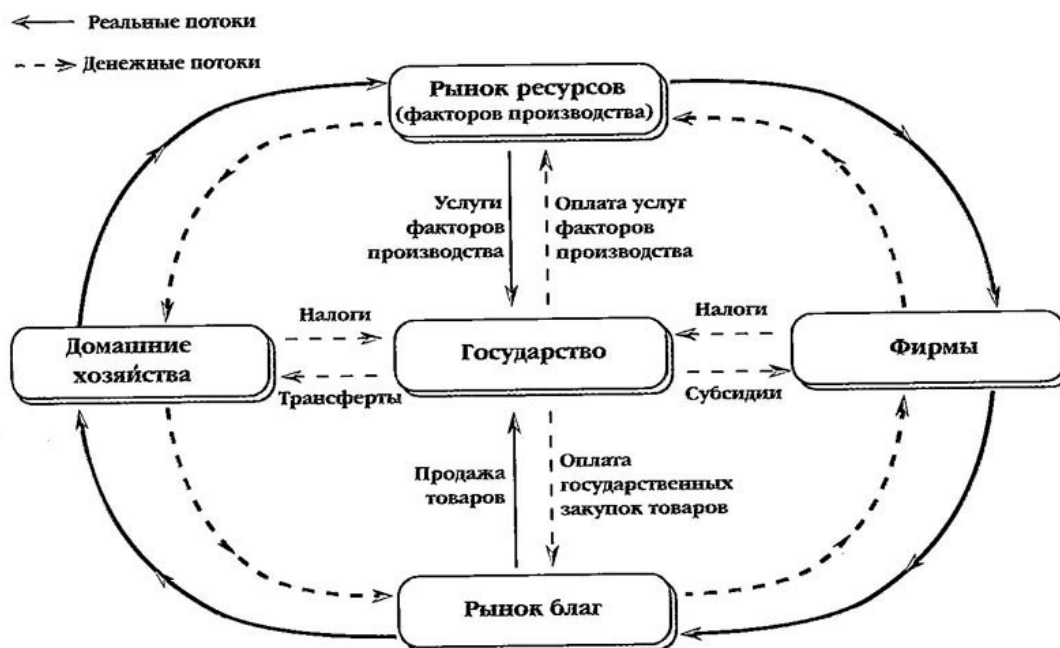 Реальные потоки
Денежные потоки
Рынок ресурсов
(факторов производства)
Услуги
факторов
производства
Оплата услуг
факторов
производства
Налоги
Налоги
Домашние
хозяйства
Государство
Фирмы
Трансферты
Субсидии
Продажа
товаров
Оплата
государственных
закупок товаров
Рынок благ